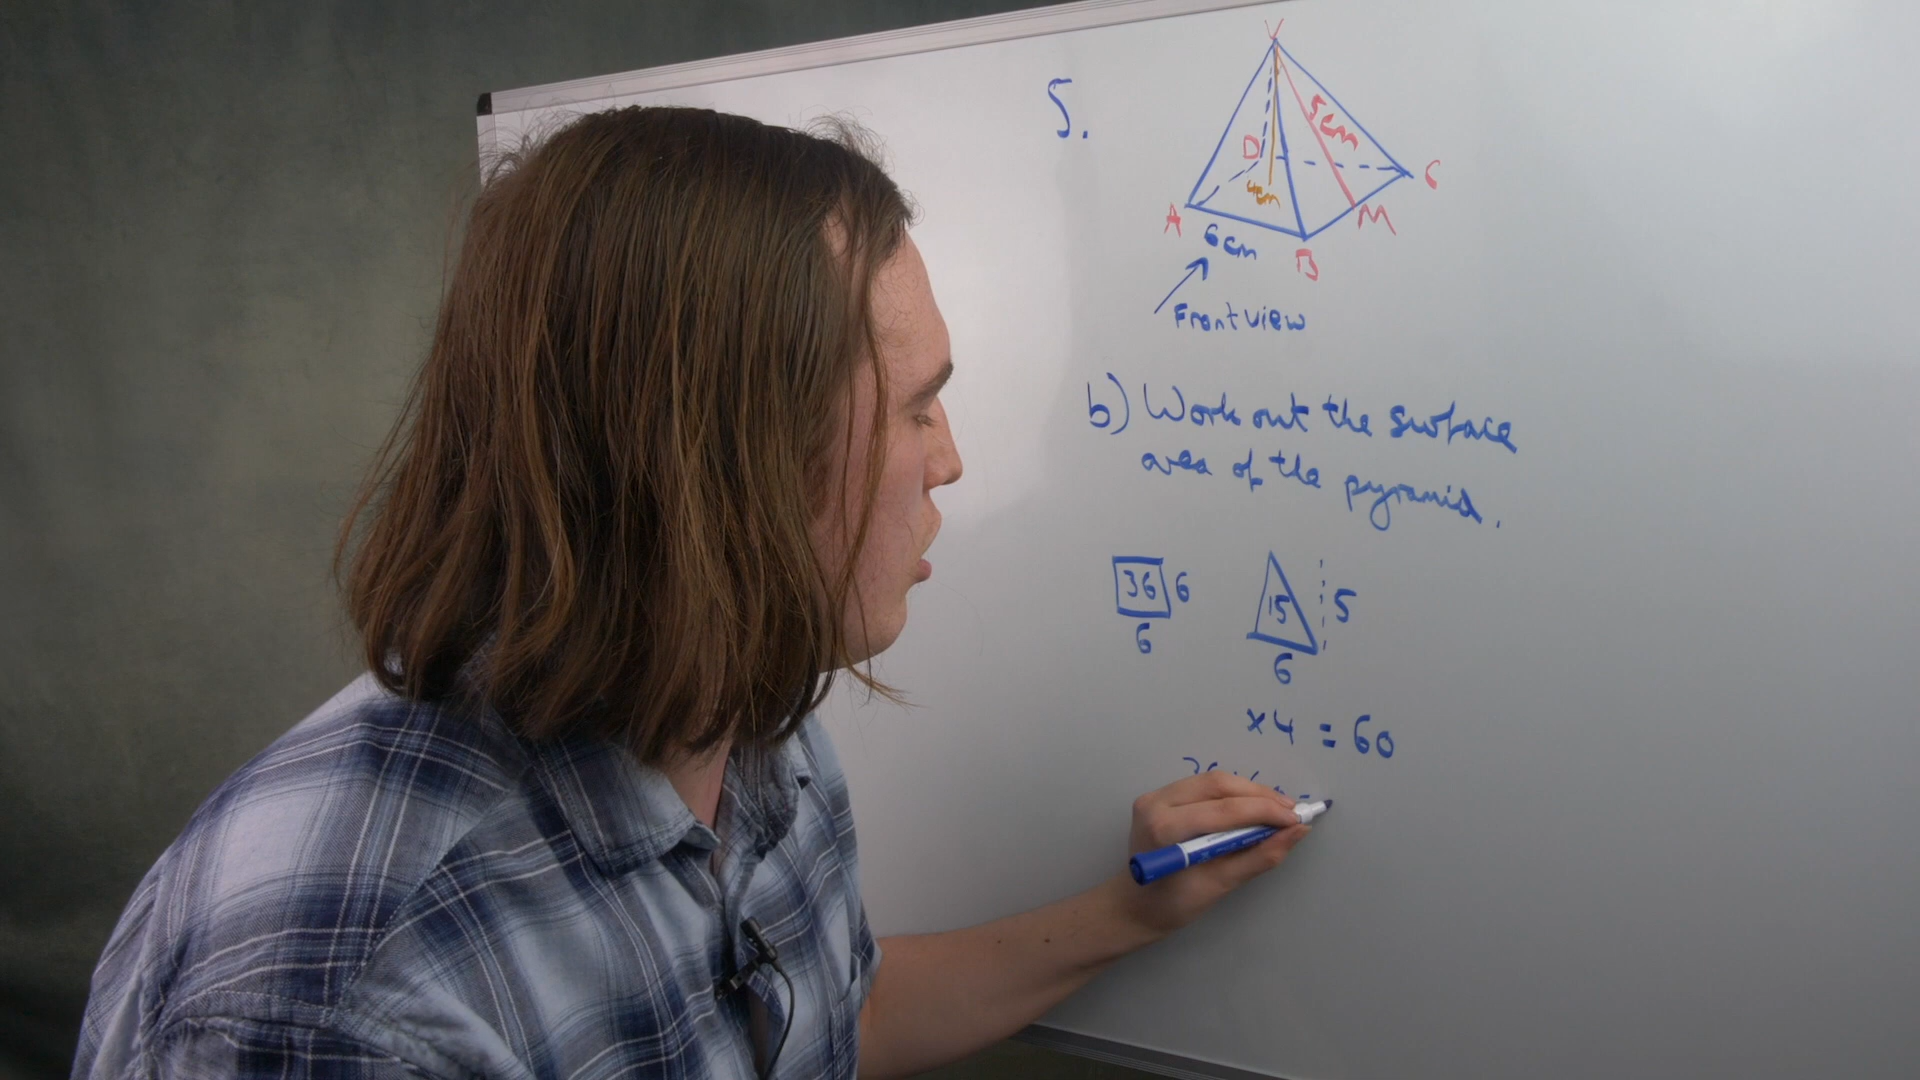 5.
V
5cm
D
C
4cm
A
M
6cm
B
Front view
b) Work out the surface
area of the pyramid.
36 6
15 5
6
6
x4 = 60